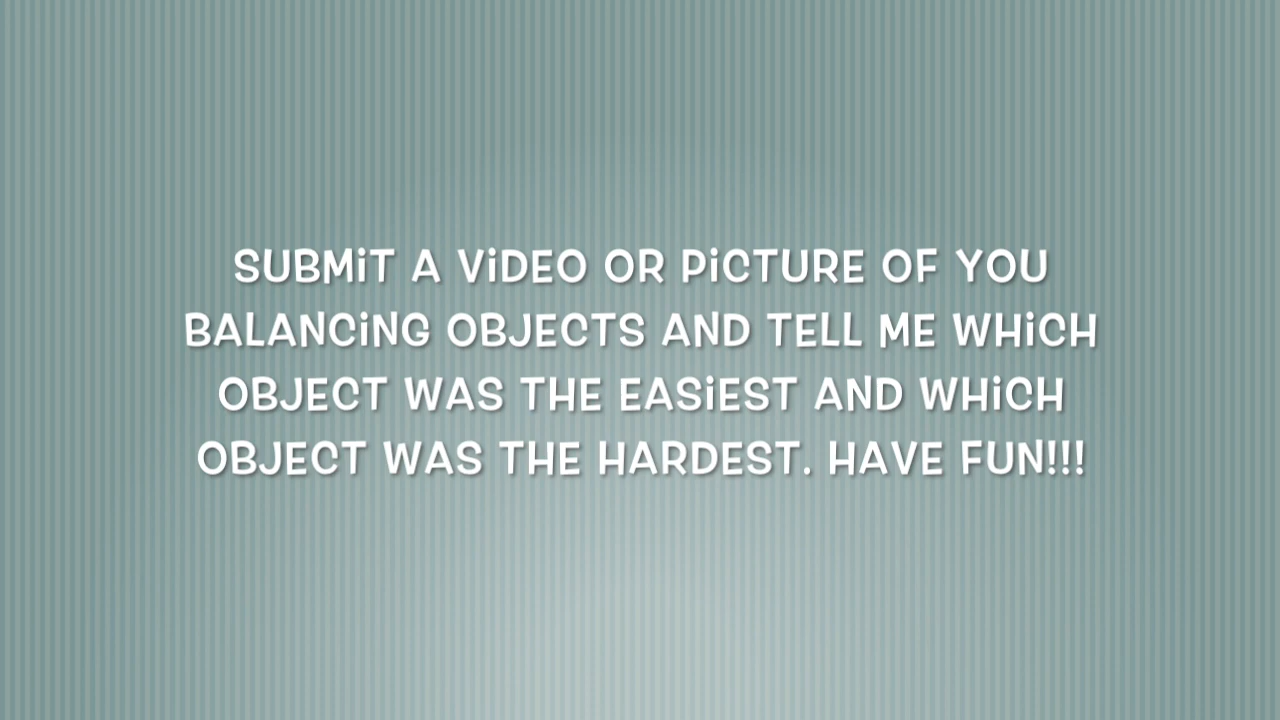 SUBMiT A ViDEO OR PiCTURE OF YOU
BALANCiNG OBJECTS AND TELL ME WHiCH
OBJECT WAS THE EASiEST AND WHiCH
OBJECT WAS THE HARDEST. HAVE FUN!!!